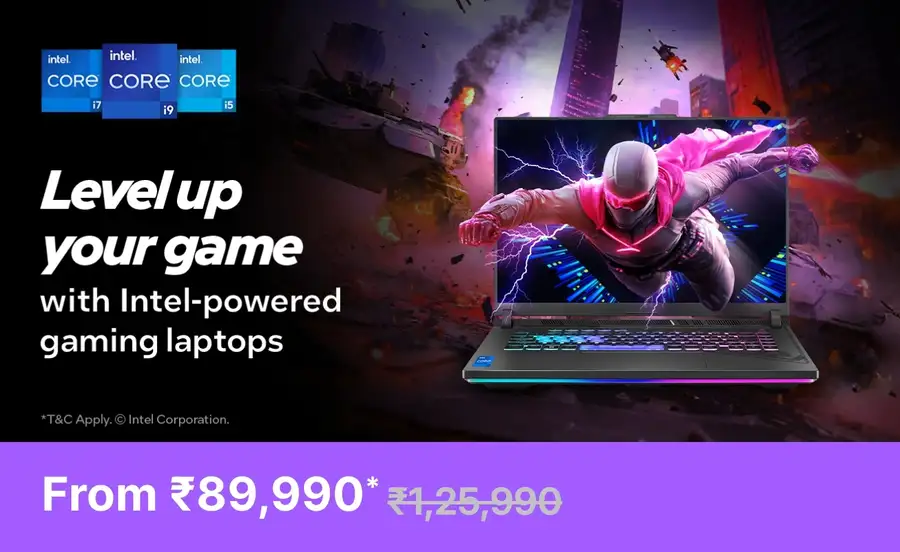 intel.
CORE
i7
intel.
CORE
i9
intel.
CORE
i5
Level up
your game
with Intel-powered
gaming laptops
*T&C Apply. © Intel Corporation.
From ₹89,990* ₹1,25,990